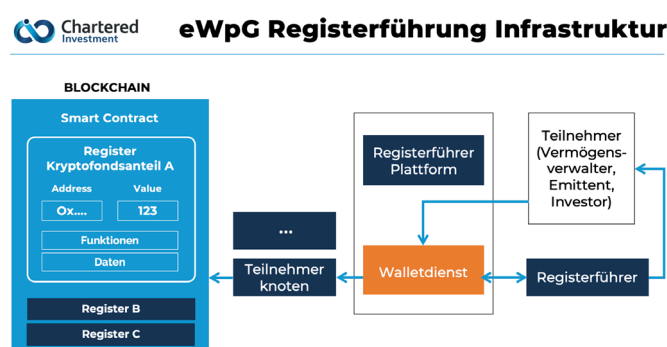 Chartered
Investment
eWpG Registerführung Infrastruktur
BLOCKCHAIN
Smart Contract
Register
Kryptofondsanteil A
Address Value
Ox.... 123
Funktionen
Daten
Register B
Register C
...
Teilnehmer
knoten
Registerführer
Plattform
Walletdienst
Teilnehmer
(Vermögens-
verwalter,
Emittent,
Investor)
Registerführer